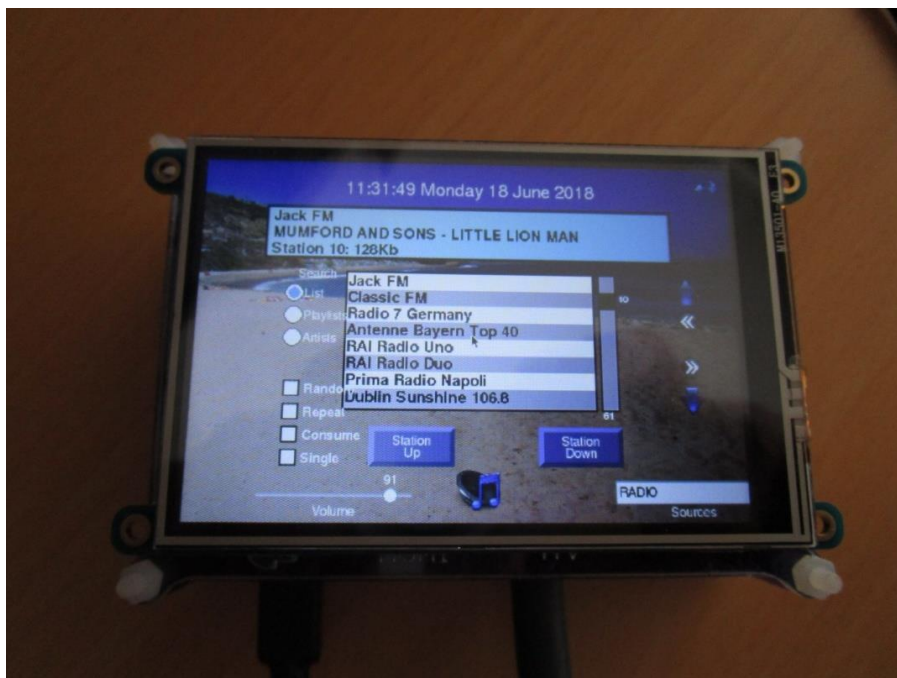 11:31:49 Monday 18 June 2018
Jack FM
MUMFORD AND SONS - LITTLE LION MAN
Station 10: 128Kb
Search
List
Playlists
Artists
Jack FM
Classic FM
Radio 7 Germany
Antenne Bayern Top 40
RAI Radio Uno
RAI Radio Duo
Prima Radio Napoli
Dublin Sunshine 106.8
10
61
Random
Repeat
Consume
Single
Station Up
Station Down
91
Volume
RADIO
Sources